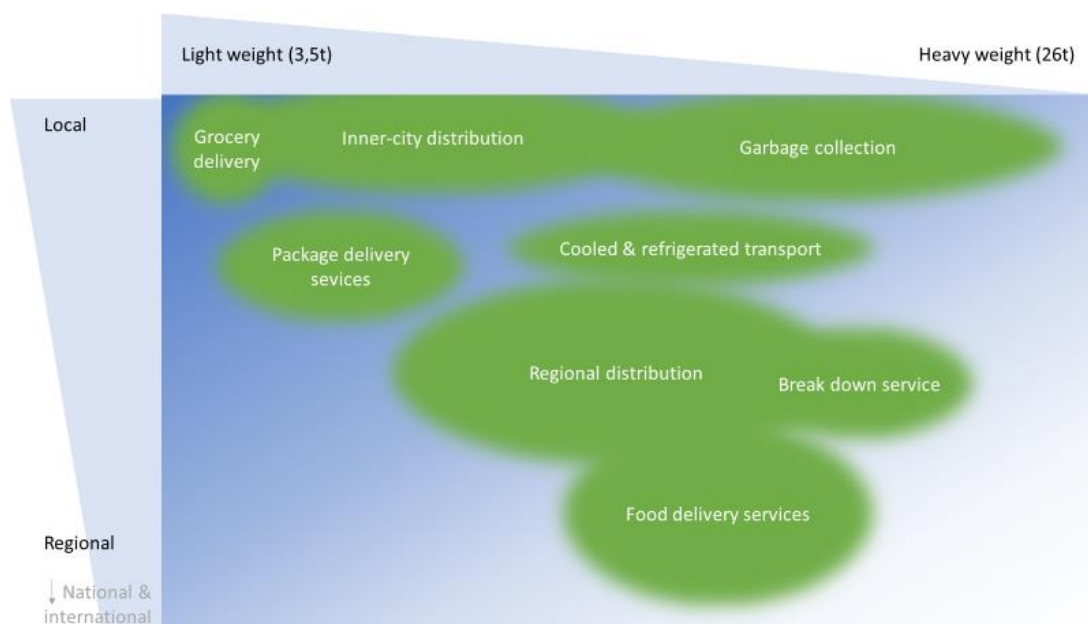 Light weight (3,5t)
Heavy weight (26t)
Local
Grocery
delivery
Inner-city distribution
Garbage collection
Package delivery
sevices
Cooled & refrigerated transport
Regional distribution
Break down service
Food delivery services
Regional
↓ National &
international